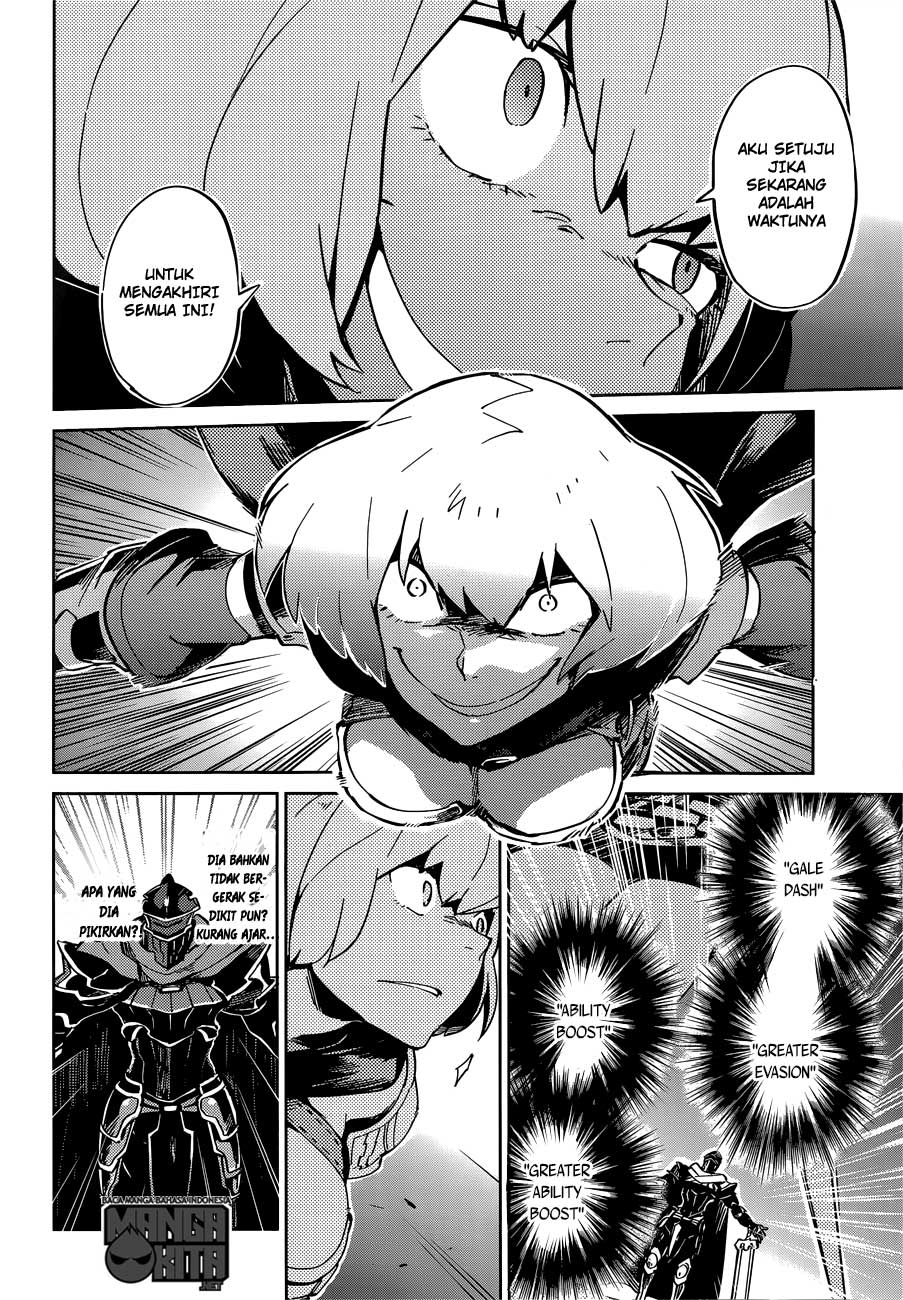 AKU SETUJU
JIKA
SEKARANG
ADALAH
WAKTUNYA
UNTUK
MENGAKHIRI
SEMUA INI!
"GALE
DASH"
"GREATER
EVASION"
"ABILITY
BOOST"
"GREATER
ABILITY
BOOST"
DIA BAHKAN
TIDAK BER-
GERAK SE-
DIKIT PUN?
KURANG AJAR..
APA YANG
DIA
PIKIRKAN?
BACA MANGA BAHASA INDONESIA
MANGA
KITA
.NET